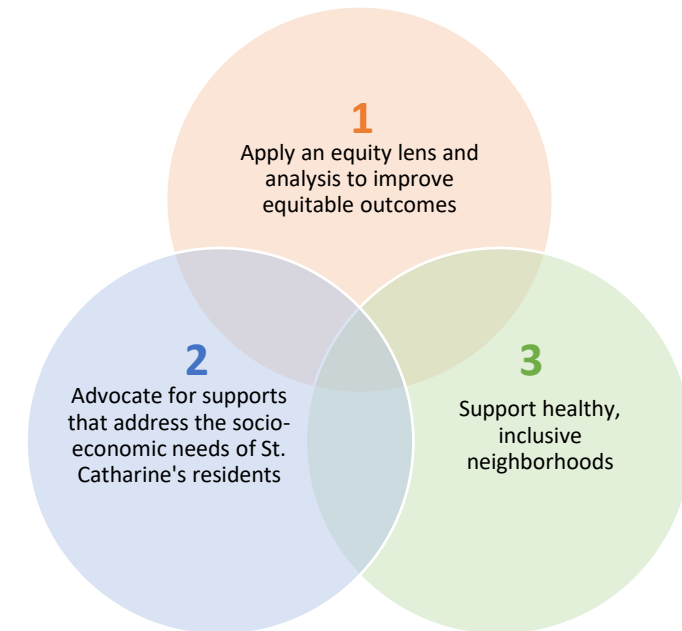 1
Apply an equity lens and
analysis to improve
equitable outcomes
2
Advocate for supports
that address the socio-
economic needs of St.
Catharine's residents
3
Support healthy,
inclusive
neighborhoods